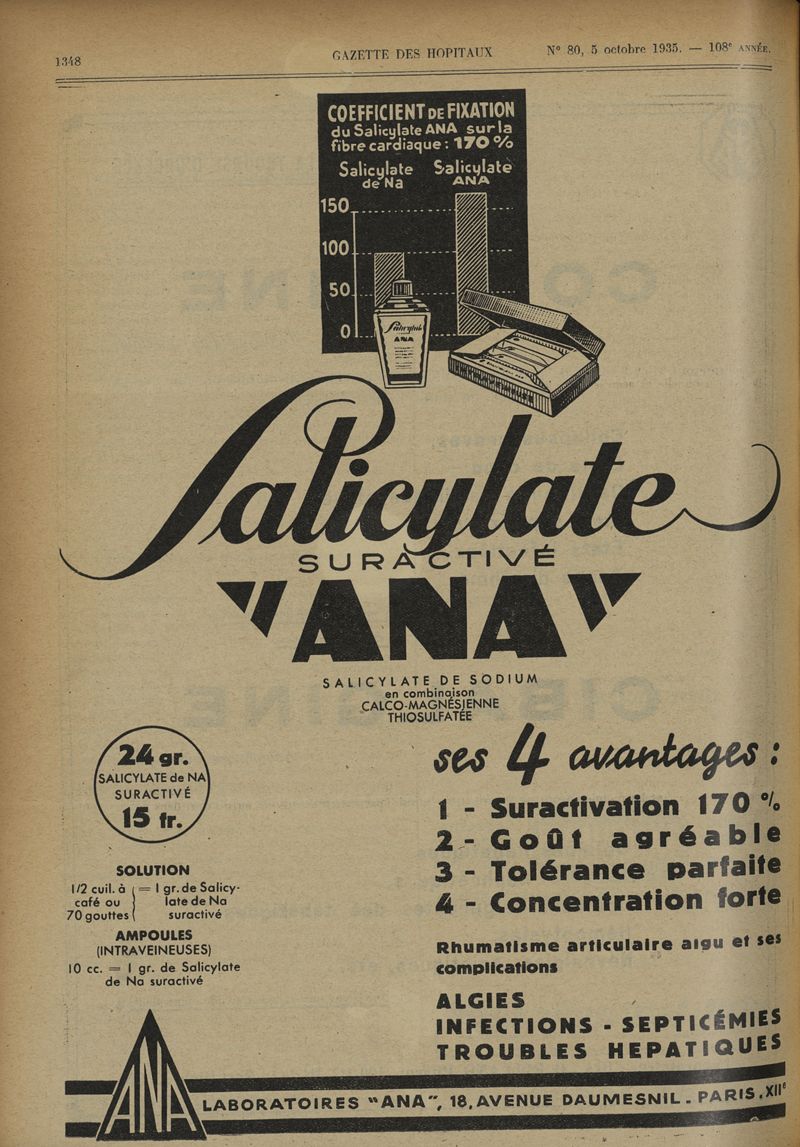 1348
GAZETTE DES HOPITAUX
N° 80, 5 octobre 1935. — 108e ANNÉE.
COEFFICIENT DE FIXATION
du Salicylate ANA sur la
fibre cardiaque : 170 %
Salicylate
de Na
Salicylate
ANA
150
100
50
0
Salicylate
ANA
Salicylate
SURACTIVÉ
"ANA"
SALICYLATE DE SODIUM
en combinaison
CALCO-MAGNÉSIENNE
THIOSULFATÉE
24 gr.
SALICYLATE de NA
SURACTIVÉ
15 fr.
SOLUTION
1/2 cuil. à
café ou
70 gouttes
= 1 gr. de Salicy-
late de Na
suractivé
AMPOULES
(INTRAVEINEUSES)
10 cc. = 1 gr. de Salicylate
de Na suractivé
ses 4 avantages :
1 - Suractivation 170 %
2 - Goût agréable
3 - Tolérance parfaite
4 - Concentration forte
Rhumatisme articulaire aigu et ses
complications
ALGIES
INFECTIONS - SEPTICÉMIES
TROUBLES HEPATIQUES
ANA
LABORATOIRES "ANA", 18, AVENUE DAUMESNIL . PARIS . XIIe